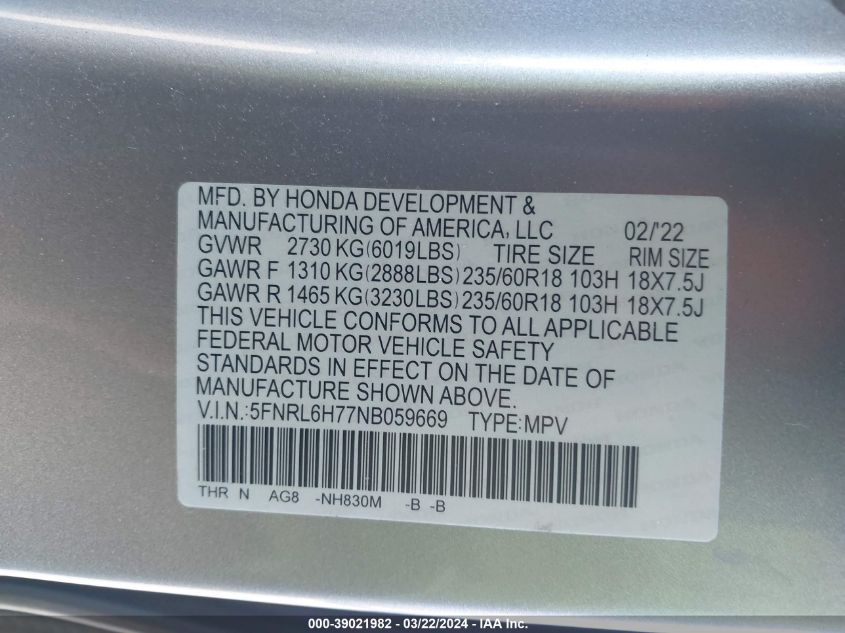 MFD. BY HONDA DEVELOPMENT &
MANUFACTURING OF AMERICA, LLC 02/'22
GVWR 2730 KG(6019LBS) TIRE SIZE RIM SIZE
GAWR F 1310 KG(2888LBS) 235/60R18 103H 18X7.5J
GAWR R 1465 KG(3230LBS) 235/60R18 103H 18X7.5J
THIS VEHICLE CONFORMS TO ALL APPLICABLE
FEDERAL MOTOR VEHICLE SAFETY
STANDARDS IN EFFECT ON THE DATE OF
MANUFACTURE SHOWN ABOVE.
V.I.N.:5FNRL6H77NB059669 TYPE:MPV
THR N AG8 -NH830M -B -B
000-39021982 - 03/22/2024 - IAA Inc.